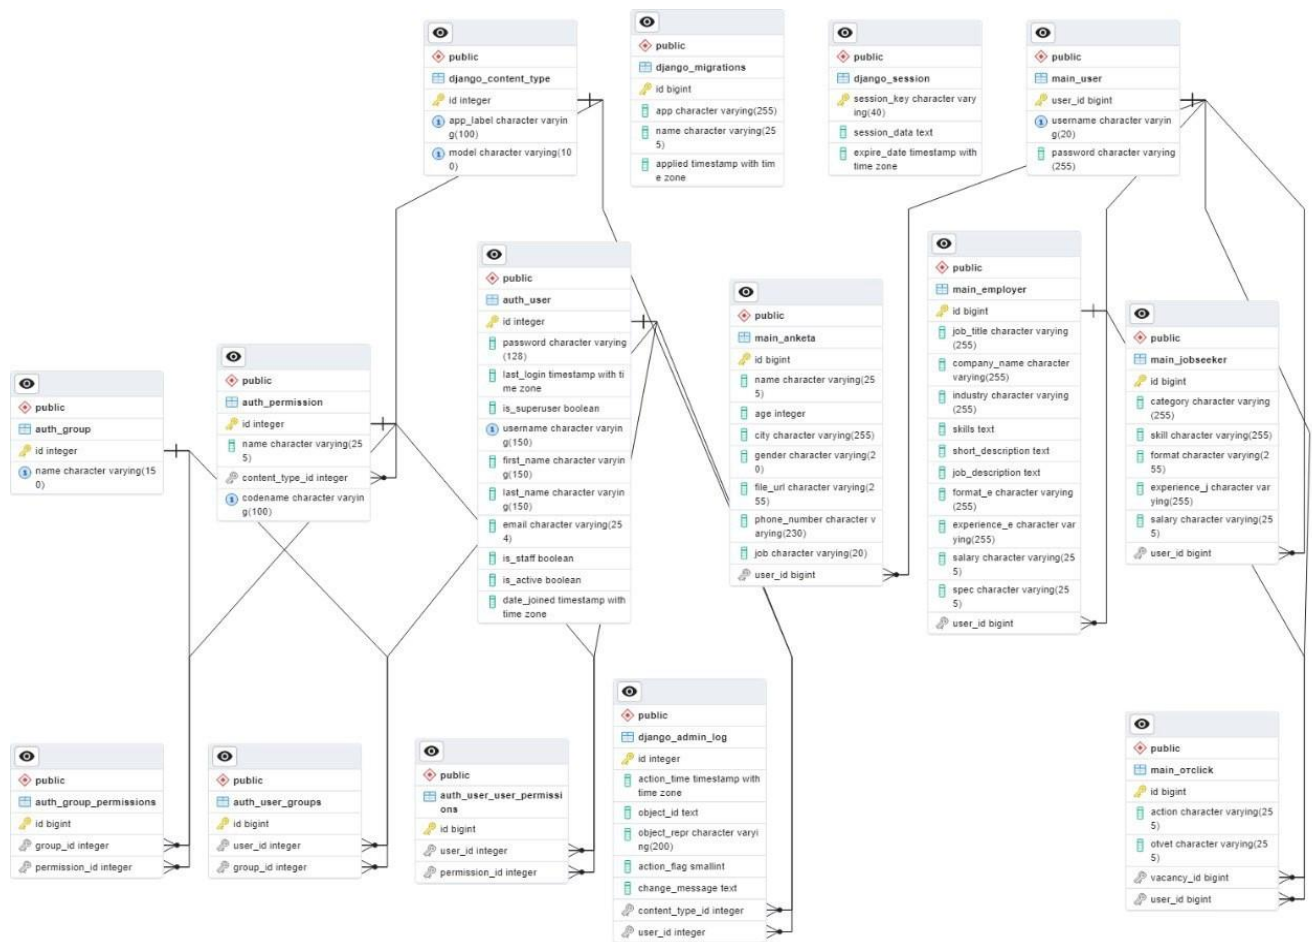 public
django_content_type
id integer
app_label character varyin
g(100)
model character varying(10
0)
public
django_migrations
id bigint
app character varying(255)
name character varying(25
5)
applied timestamp with tim
e zone
public
django_session
session_key character vary
ing(40)
session_data text
expire_date timestamp with
time zone
public
main_user
user_id bigint
username character varyin
g(20)
password character varying
(255)
public
auth_user
id integer
password character varying
(128)
last_login timestamp with ti
me zone
is_superuser boolean
username character varyin
g(150)
first_name character varyin
g(150)
last_name character varyin
g(150)
email character varying(25
4)
is_staff boolean
is_active boolean
date_joined timestamp with
time zone
public
main_anketa
id bigint
name character varying(25
5)
age integer
city character varying(255)
gender character varying(2
0)
file_url character varying(2
55)
phone_number character v
arying(230)
job character varying(20)
user_id bigint
public
main_employer
id bigint
job_title character varying
(255)
company_name character
varying(255)
industry character varying
(255)
skills text
short_description text
job_description text
format_e character varying
(255)
experience_e character var
ying(255)
salary character varying(25
5)
spec character varying(25
5)
user_id bigint
public
main_jobseeker
id bigint
category character varying
(255)
skill character varying(255)
format character varying(2
55)
experience_j character var
ying(255)
salary character varying(25
5)
user_id bigint
public
auth_group
id integer
name character varying(15
0)
public
auth_permission
id integer
name character varying(25
5)
content_type_id integer
codename character varyin
g(100)
public
auth_group_permissions
id bigint
group_id integer
permission_id integer
public
auth_user_groups
id bigint
user_id integer
group_id integer
public
auth_user_user_permissi
ons
id bigint
user_id integer
permission_id integer
public
django_admin_log
id integer
action_time timestamp with
time zone
object_id text
object_repr character varyi
ng(200)
action_flag smallint
change_message text
content_type_id integer
user_id integer
public
main_отclick
id bigint
action character varying(25
5)
otvet character varying(25
5)
vacancy_id bigint
user_id bigint